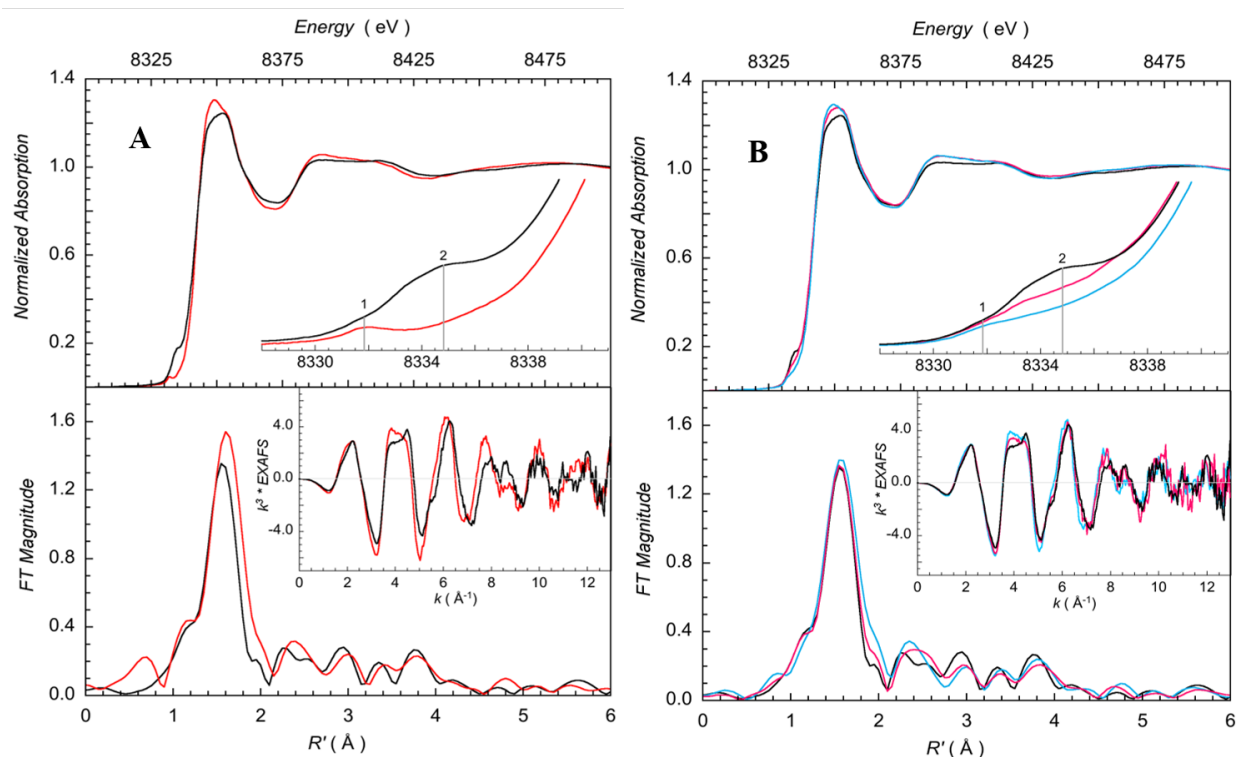 Energy ( eV )
8325 8375 8425 8475
1.4
1.0
0.6
0.2
Normalized Absorption
A
1
2
8330 8334 8338
1.6
1.2
0.8
0.4
0.0
FT Magnitude
4.0
0.0
-4.0
k³ * EXAFS
0 2 4 6 8 10 12
k ( Å⁻¹ )
0 1 2 3 4 5 6
R' ( Å )
Energy ( eV )
8325 8375 8425 8475
1.4
1.0
0.6
0.2
Normalized Absorption
B
1
2
8330 8334 8338
1.6
1.2
0.8
0.4
0.0
FT Magnitude
4.0
0.0
-4.0
k³ * EXAFS
0 2 4 6 8 10 12
k ( Å⁻¹ )
0 1 2 3 4 5 6
R' ( Å )